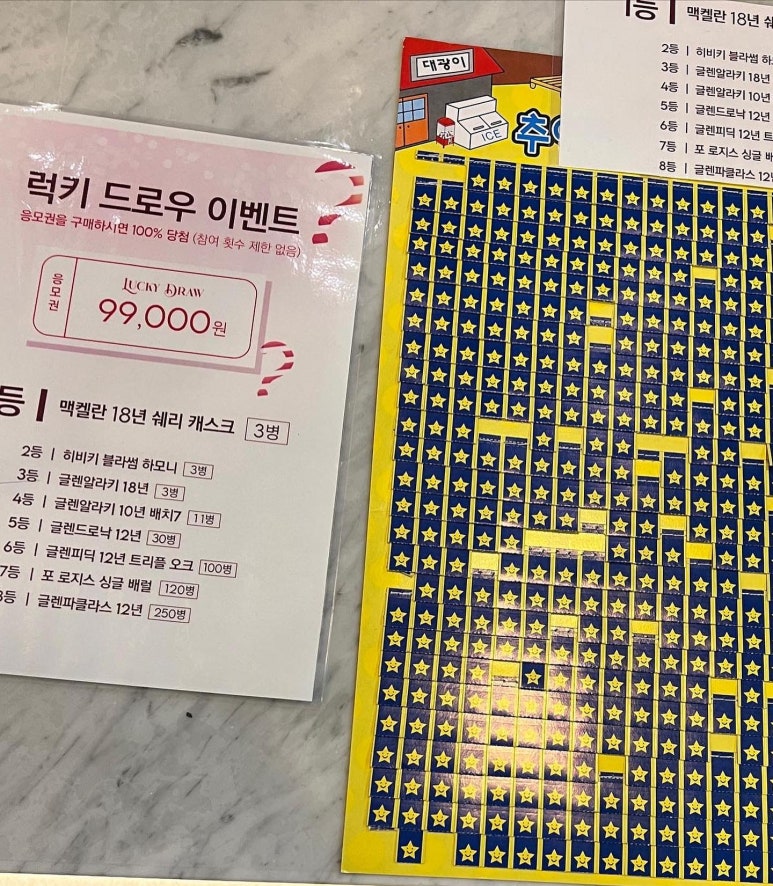 럭키 드로우 이벤트
응모권을 구매하시면 100% 당첨 (참여 횟수 제한 없음)
응모권
LUCKY DRAW
99,000원
등 | 맥켈란 18년 쉐리 캐스크 3병
2등 | 히비키 블라썸 하모니 3병
3등 | 글렌알라키 18년 3병
4등 | 글렌알라키 10년 배치7 11병
5등 | 글렌드로낙 12년 30병
6등 | 글렌피딕 12년 트리플 오크 100병
7등 | 포 로지스 싱글 배럴 120병
8등 | 글렌파클라스 12년 250병
대광이
ICE
추
1등 | 맥켈란 18년 쉐
2등 | 히비키 블라썸 하
3등 | 글렌알라키 18년
4등 | 글렌알라키 10년
5등 | 글렌드로낙 12년
6등 | 글렌피딕 12년 트
7등 | 포 로지스 싱글 배
8등 | 글렌파클라스 12년